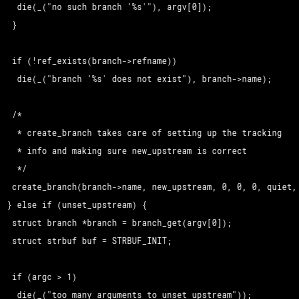 die(_("no such branch '%s'"), argv[0]);
}
if (!ref_exists(branch->refname))
die(_("branch '%s' does not exist"), branch->name);
/*
* create_branch takes care of setting up the tracking
* info and making sure new_upstream is correct
*/
create_branch(branch->name, new_upstream, 0, 0, 0, quiet,
} else if (unset_upstream) {
struct branch *branch = branch_get(argv[0]);
struct strbuf buf = STRBUF_INIT;
if (argc > 1)
die(_("too many arguments to unset upstream"));